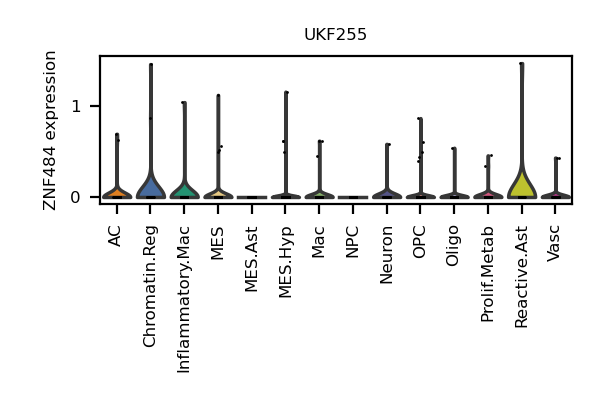 UKF255
ZNF484 expression
1
0
AC
Chromatin.Reg
Inflammatory.Mac
MES
MES.Ast
MES.Hyp
Mac
NPC
Neuron
OPC
Oligo
Prolif.Metab
Reactive.Ast
Vasc